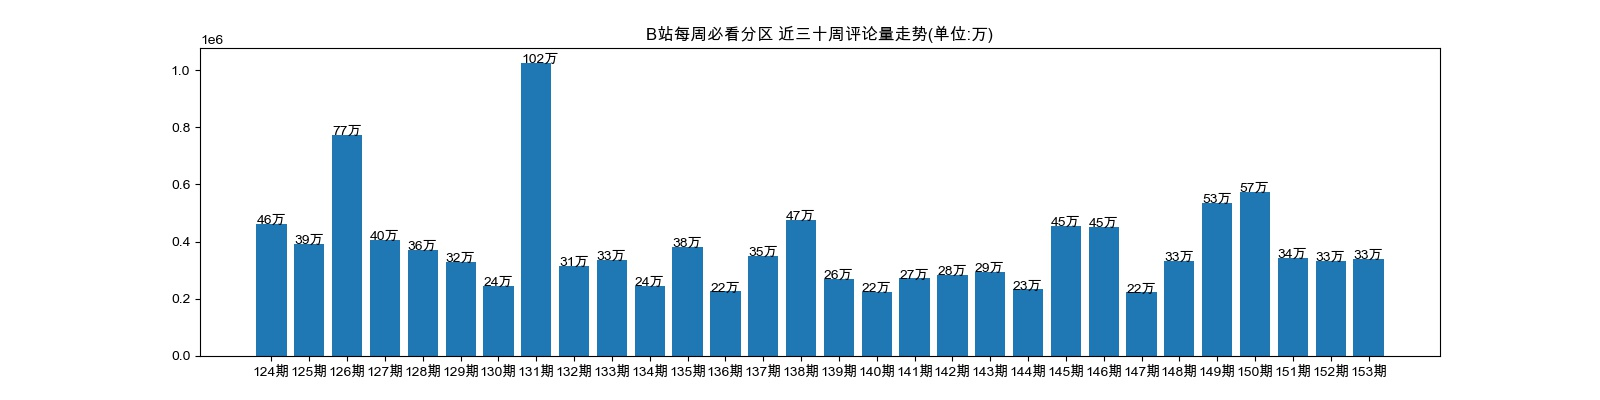 B站每周必看分区 近三十周评论量走势(单位:万)
1e6
1.0
0.8
0.6
0.4
0.2
0.0
46万 39万 77万 40万 36万 32万 24万 102万 31万 33万 24万 38万 22万 35万 47万 26万 22万 27万 28万 29万 23万 45万 45万 22万 33万 53万 57万 34万 33万 33万
124期 125期 126期 127期 128期 129期 130期 131期 132期 133期 134期 135期 136期 137期 138期 139期 140期 141期 142期 143期 144期 145期 146期 147期 148期 149期 150期 151期 152期 153期